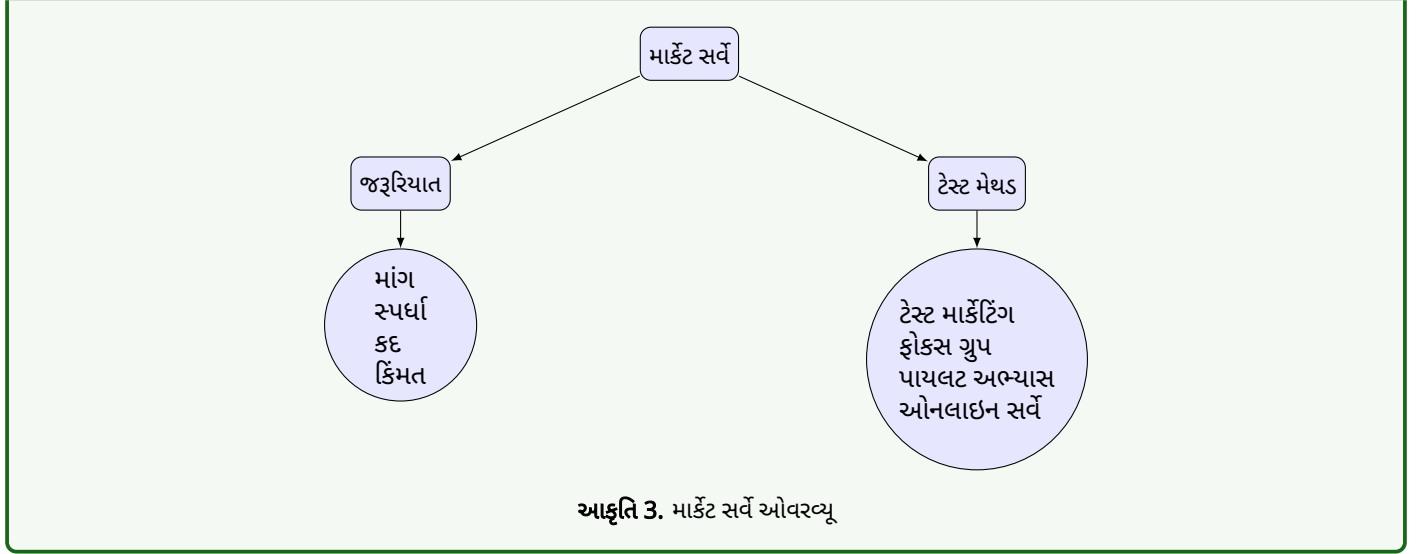 માર્કેટ સર્વે
જરૂરિયાત
ટેસ્ટ મેથડ
માંગ
સ્પર્ધા
કદ
કિંમત
ટેસ્ટ માર્કેટિંગ
ફોકસ ગ્રુપ
પાયલટ અભ્યાસ
ઓનલાઇન સર્વે
આકૃતિ 3. માર્કેટ સર્વે ઓવરવ્યૂ